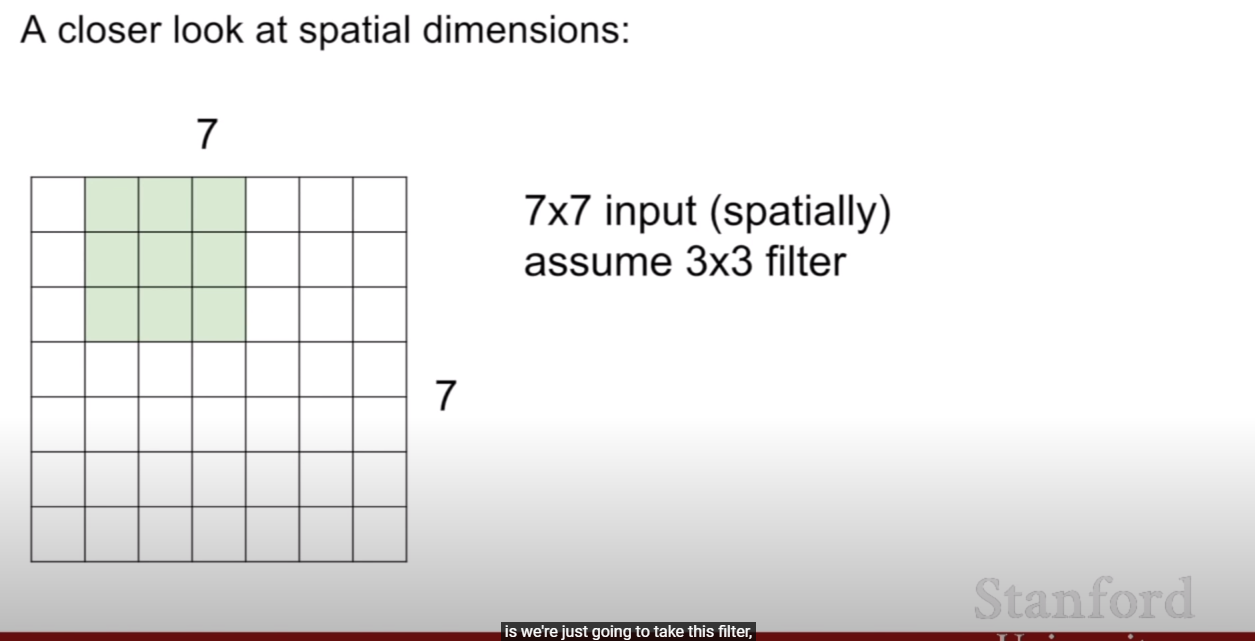 A closer look at spatial dimensions:
7
7x7 input (spatially)
assume 3x3 filter
7
Stanford
is we're just going to take this filter,